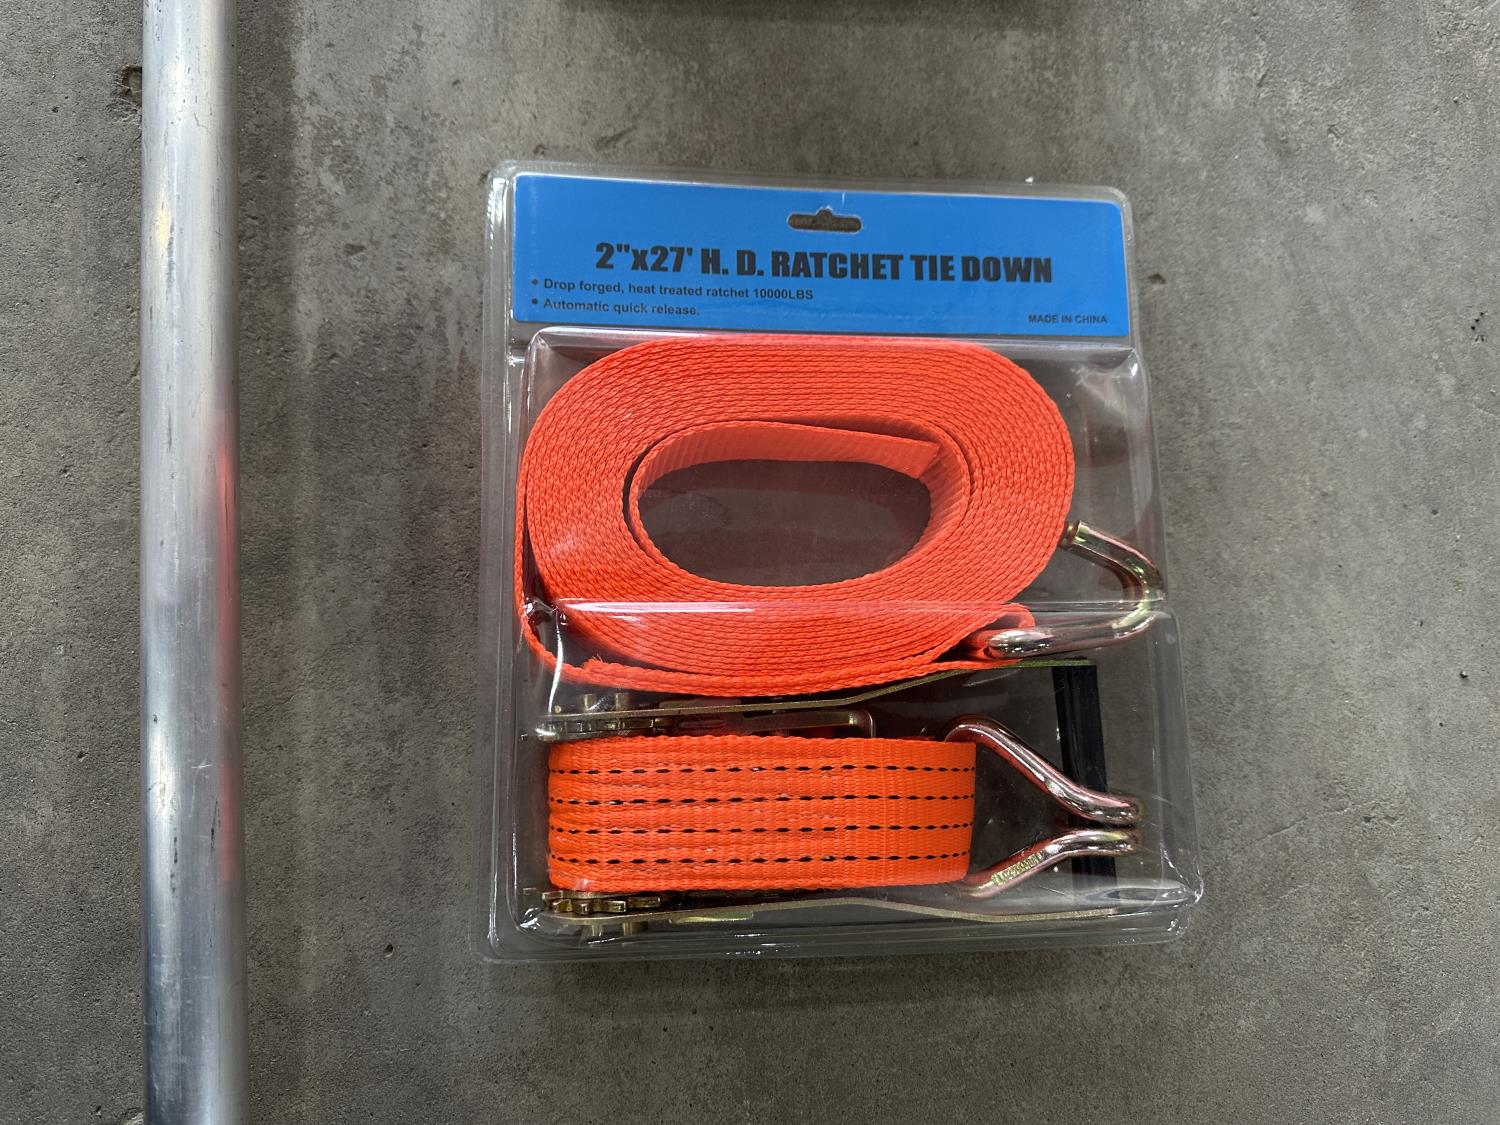 2"x27' H. D. RATCHET TIE DOWN
• Drop forged, heat treated ratchet 10000LBS
• Automatic quick release.
MADE IN CHINA